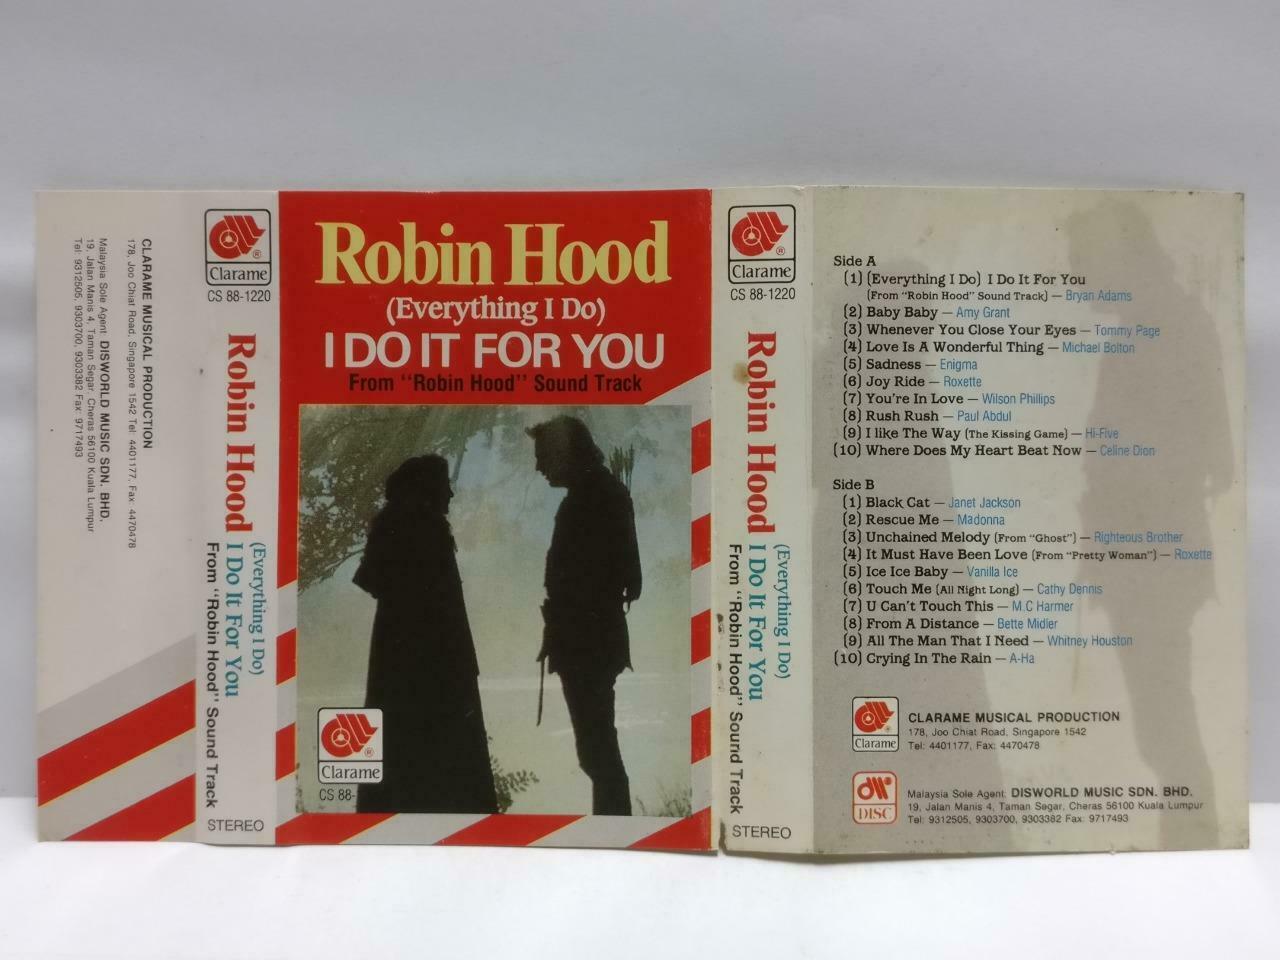 CLARAME MUSICAL PRODUCTION
178, Joo Chiat Road, Singapore 1542 Tel: 4401177, Fax: 4470478
Malaysia Sole Agent: DISWORLD MUSIC SDN. BHD.
19, Jalan Manis 4, Taman Segar, Cheras 56100 Kuala Lumpur
Tel: 9312505, 9303700, 9303382 Fax: 9717493
Clarame
CS 88-1220
Robin Hood
(Everything I Do)
I Do It For You
From "Robin Hood" Sound Track
STEREO
Robin Hood
(Everything I Do)
I DO IT FOR YOU
From "Robin Hood" Sound Track
Clarame
CS 88-
Clarame
CS 88-1220
Robin Hood
(Everything I Do)
I Do It For You
From "Robin Hood" Sound Track
STEREO
Side A
(1) (Everything I Do) I Do It For You
(From "Robin Hood" Sound Track) — Bryan Adams
(2) Baby Baby — Amy Grant
(3) Whenever You Close Your Eyes — Tommy Page
(4) Love Is A Wonderful Thing — Michael Bolton
(5) Sadness — Enigma
(6) Joy Ride — Roxette
(7) You're In Love — Wilson Phillips
(8) Rush Rush — Paul Abdul
(9) I like The Way (The Kissing Game) — Hi-Five
(10) Where Does My Heart Beat Now — Celine Dion
Side B
(1) Black Cat — Janet Jackson
(2) Rescue Me — Madonna
(3) Unchained Melody (From "Ghost") — Righteous Brother
(4) It Must Have Been Love (From "Pretty Woman") — Roxette
(5) Ice Ice Baby — Vanilla Ice
(6) Touch Me (All Night Long) — Cathy Dennis
(7) U Can't Touch This — M.C Harmer
(8) From A Distance — Bette Midler
(9) All The Man That I Need — Whitney Houston
(10) Crying In The Rain — A-Ha
Clarame
CLARAME MUSICAL PRODUCTION
178, Joo Chiat Road, Singapore 1542
Tel: 4401177, Fax: 4470478
DISC
Malaysia Sole Agent: DISWORLD MUSIC SDN. BHD.
19, Jalan Manis 4, Taman Segar, Cheras 56100 Kuala Lumpur
Tel: 9312505, 9303700, 9303382 Fax: 9717493